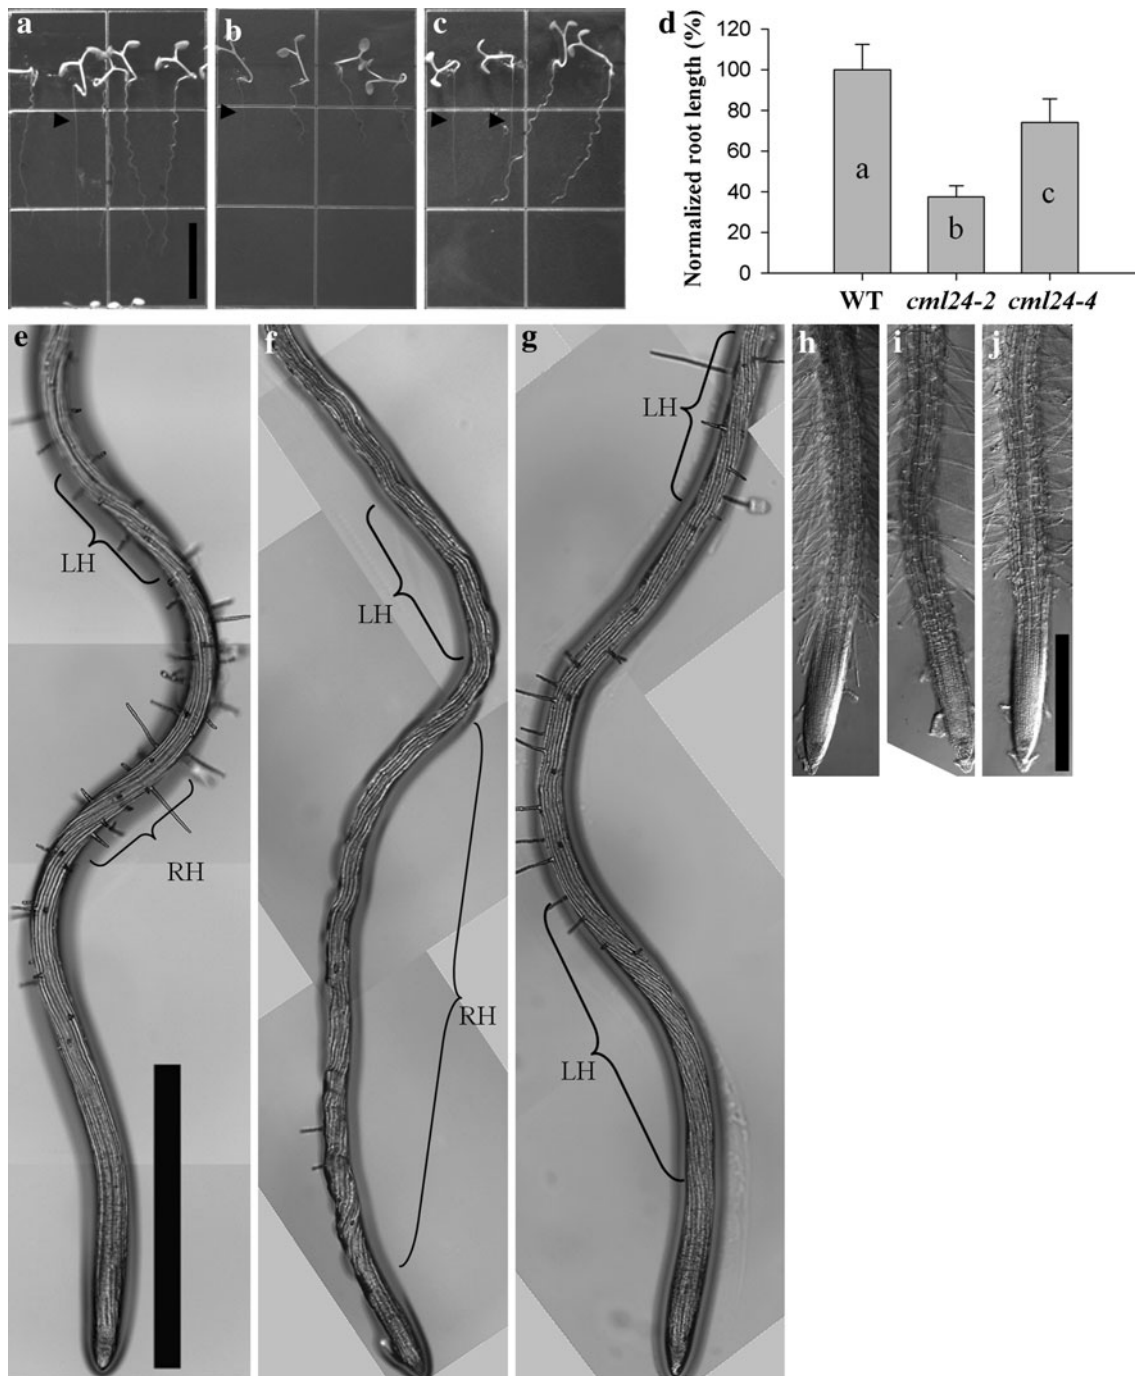 a
b
c
d
Normalized root length (%)
120
100
80
60
40
20
0
a
b
c
WT
cml24-2
cml24-4
e
LH
RH
f
LH
RH
g
LH
LH
h
i
j